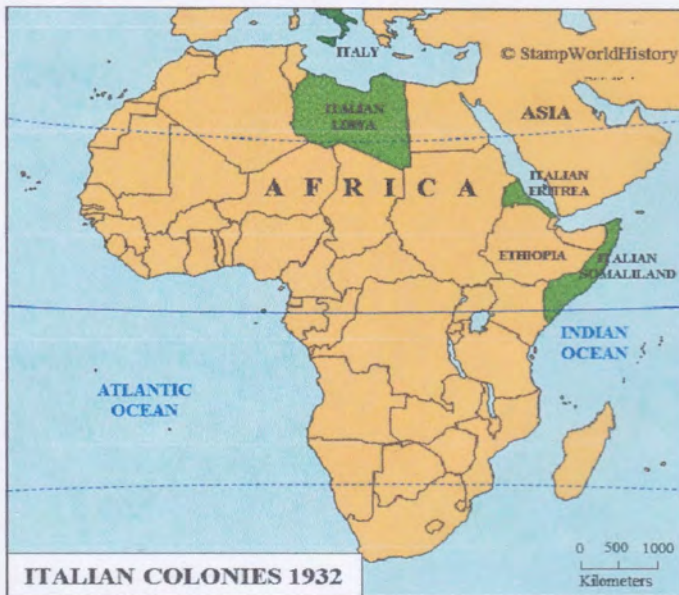 ITALY
© StampWorldHistory
ITALIAN
LIBYA
ASIA
ITALIAN
ERITREA
AFRICA
ETHIOPIA
ITALIAN
SOMALILAND
INDIAN
OCEAN
ATLANTIC
OCEAN
0 500 1000
Kilometers
ITALIAN COLONIES 1932